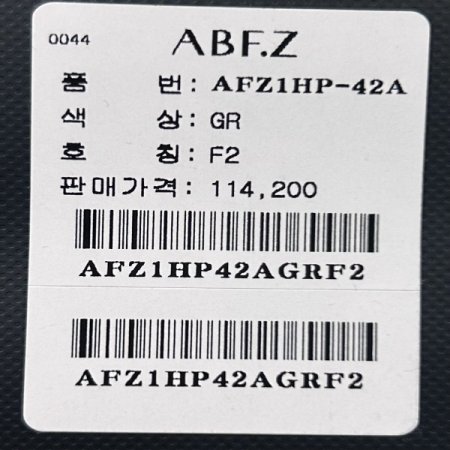 0044 ABF.Z
품 번: AFZ1HP-42A
색 상: GR
호 칭: F2
판매가격: 114,200
AFZ1HP42AGRF2
AFZ1HP42AGRF2